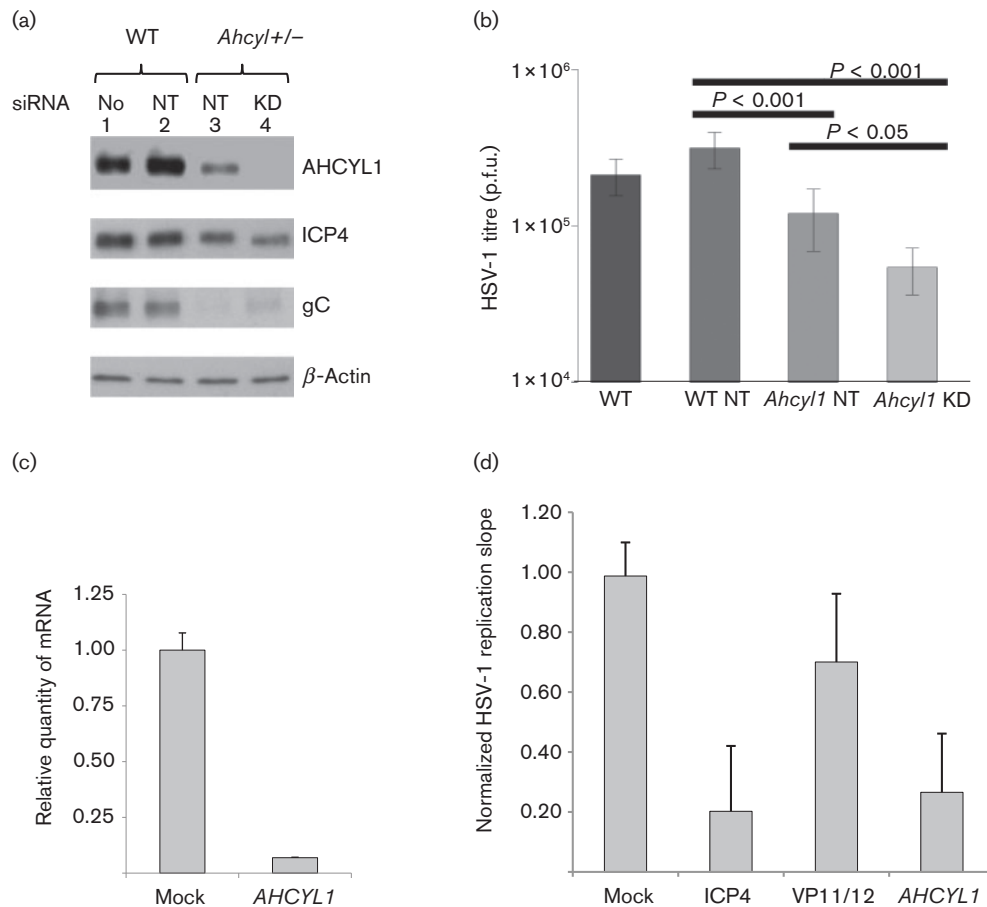 (a)
WT Ahcyl+/–
siRNA No NT NT KD
1 2 3 4
AHCYL1
ICP4
gC
β-Actin
(b)
HSV-1 titre (p.f.u.)
1×10⁶
1×10⁵
1×10⁴
P < 0.001
P < 0.001
P < 0.05
WT WT NT Ahcyl1 NT Ahcyl1 KD
(c)
Relative quantity of mRNA
1.25
1.00
0.75
0.50
0.25
Mock AHCYL1
(d)
Normalized HSV-1 replication slope
1.20
1.00
0.80
0.60
0.40
0.20
Mock ICP4 VP11/12 AHCYL1